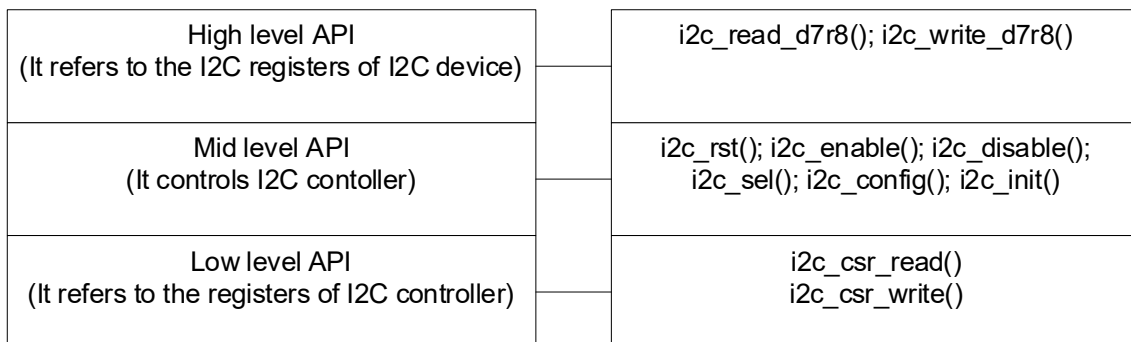 High level API
(It refers to the I2C registers of I2C device)
i2c_read_d7r8(); i2c_write_d7r8()
Mid level API
(It controls I2C contoller)
i2c_rst(); i2c_enable(); i2c_disable();
i2c_sel(); i2c_config(); i2c_init()
Low level API
(It refers to the registers of I2C controller)
i2c_csr_read()
i2c_csr_write()